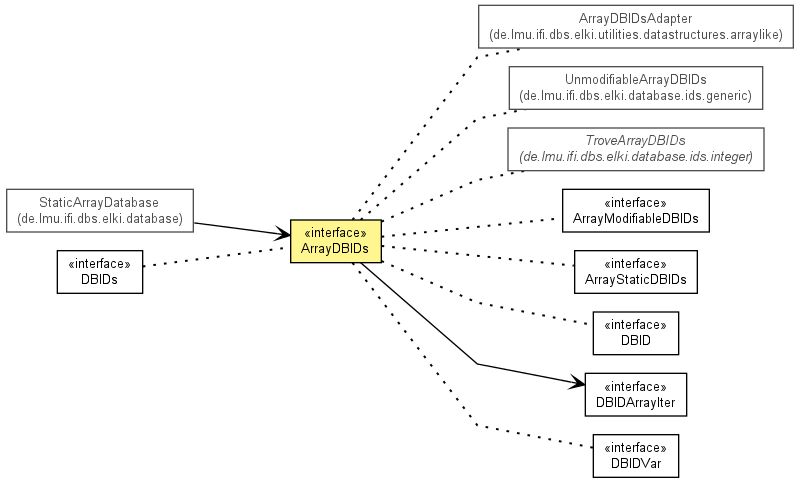 ArrayDBIDsAdapter
(de.lmu.ifi.dbs.elki.utilities.datastructures.arraylike)
UnmodifiableArrayDBIDs
(de.lmu.ifi.dbs.elki.database.ids.generic)
TroveArrayDBIDs
(de.lmu.ifi.dbs.elki.database.ids.integer)
StaticArrayDatabase
(de.lmu.ifi.dbs.elki.database)
«interface»
DBIDs
«interface»
ArrayDBIDs
«interface»
ArrayModifiableDBIDs
«interface»
ArrayStaticDBIDs
«interface»
DBID
«interface»
DBIDArrayIter
«interface»
DBIDVar